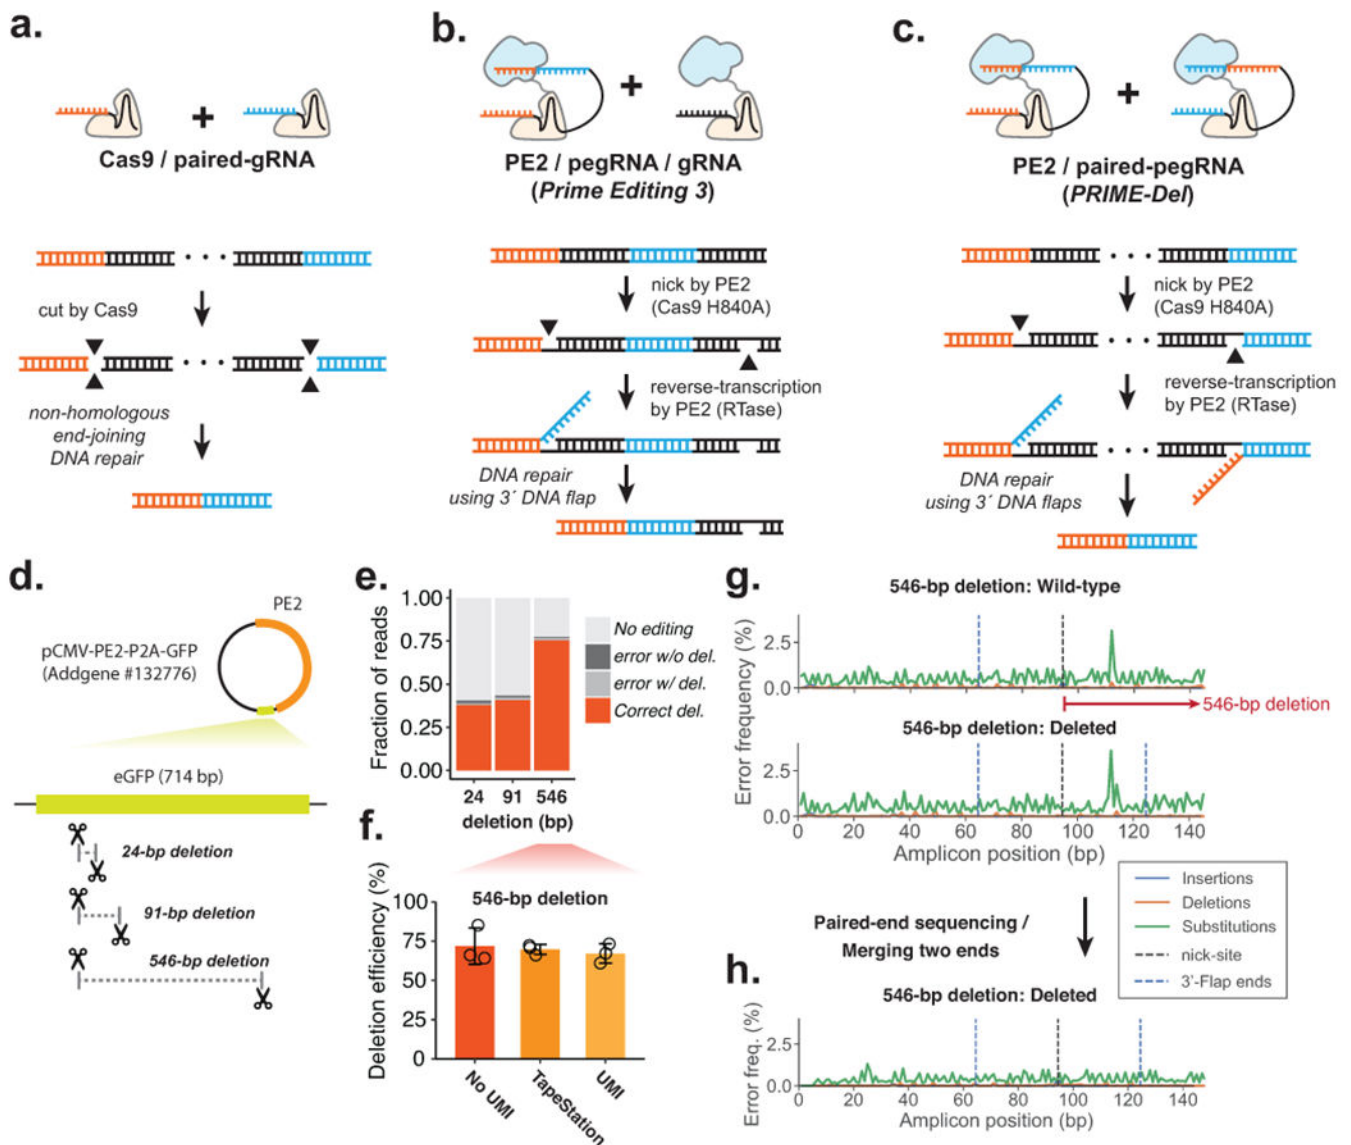 a.
Cas9 / paired-gRNA
cut by Cas9
non-homologous
end-joining
DNA repair
b.
PE2 / pegRNA / gRNA
(Prime Editing 3)
nick by PE2
(Cas9 H840A)
reverse-transcription
by PE2 (RTase)
DNA repair
using 3´ DNA flap
c.
PE2 / paired-pegRNA
(PRIME-Del)
nick by PE2
(Cas9 H840A)
reverse-transcription
by PE2 (RTase)
DNA repair
using 3´ DNA flaps
d.
PE2
pCMV-PE2-P2A-GFP
(Addgene #132776)
eGFP (714 bp)
24-bp deletion
91-bp deletion
546-bp deletion
e.
Fraction of reads
1.00
0.75
0.50
0.25
0.00
24 91 546
deletion (bp)
No editing
error w/o del.
error w/ del.
Correct del.
f.
546-bp deletion
Deletion efficiency (%)
100
75
50
25
0
No UMI
TapeStation
UMI
g.
546-bp deletion: Wild-type
2.5
0.0
546-bp deletion
546-bp deletion: Deleted
Error frequency (%)
2.5
0.0
0 20 40 60 80 100 120 140
Amplicon position (bp)
Insertions
Deletions
Substitutions
nick-site
3'-Flap ends
Paired-end sequencing /
Merging two ends
h.
546-bp deletion: Deleted
Error freq. (%)
2.5
0.0
0 20 40 60 80 100 120 140
Amplicon position (bp)